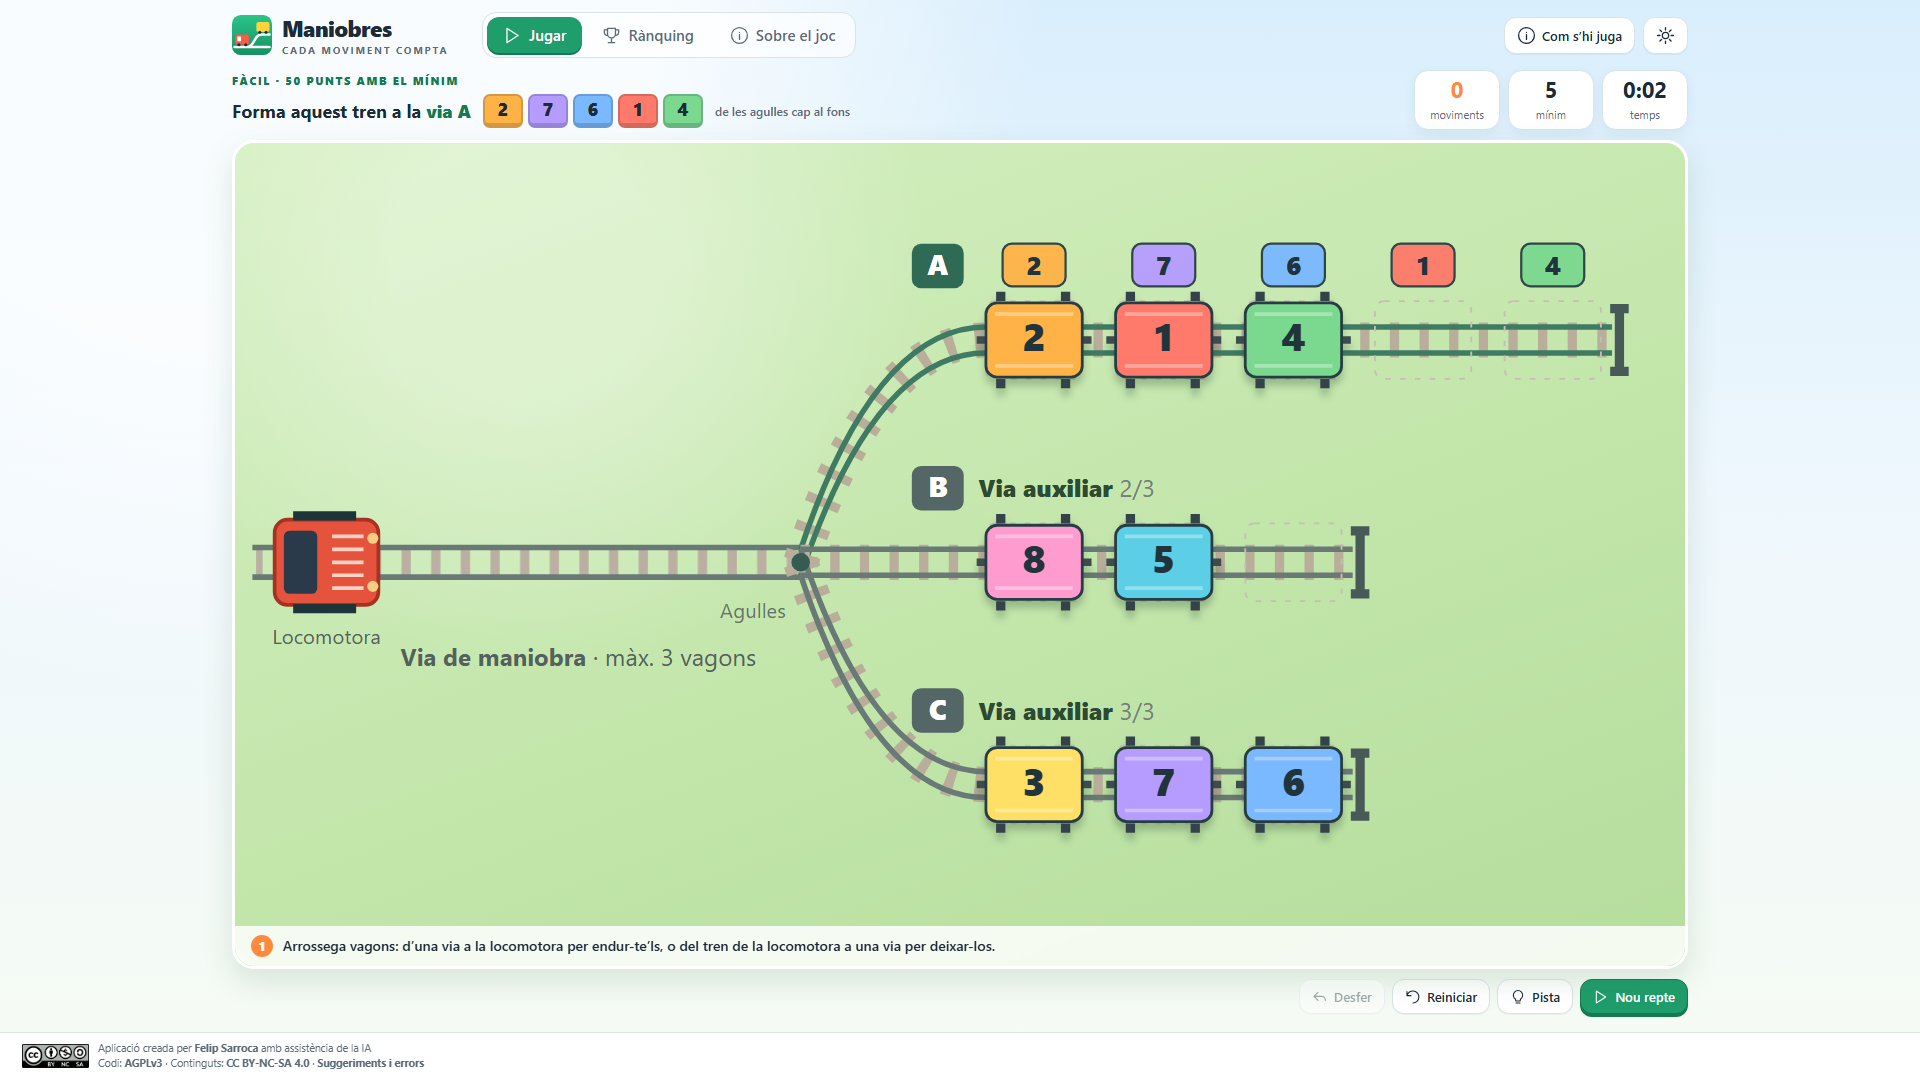 Maniobres
CADA MOVIMENT COMPTA
Jugar
Rànquing
Sobre el joc
Com s'hi juga
FÀCIL · 50 PUNTS AMB EL MÍNIM
Forma aquest tren a la via A 2 7 6 1 4 de les agulles cap al fons
0 moviments
5 mínim
0:02 temps
A 2 7 6 1 4
2 1 4
B Via auxiliar 2/3
8 5
Locomotora
Agulles
Via de maniobra · màx. 3 vagons
C Via auxiliar 3/3
3 7 6
1 Arrossega vagons: d'una via a la locomotora per endur-te'ls, o del tren de la locomotora a una via per deixar-los.
Desfer
Reiniciar
Pista
Nou repte
CC BY NC SA
Aplicació creada per Felip Sarroca amb assistència de la IA
Codi: AGPLv3 · Continguts: CC BY-NC-SA 4.0 · Suggeriments i errors